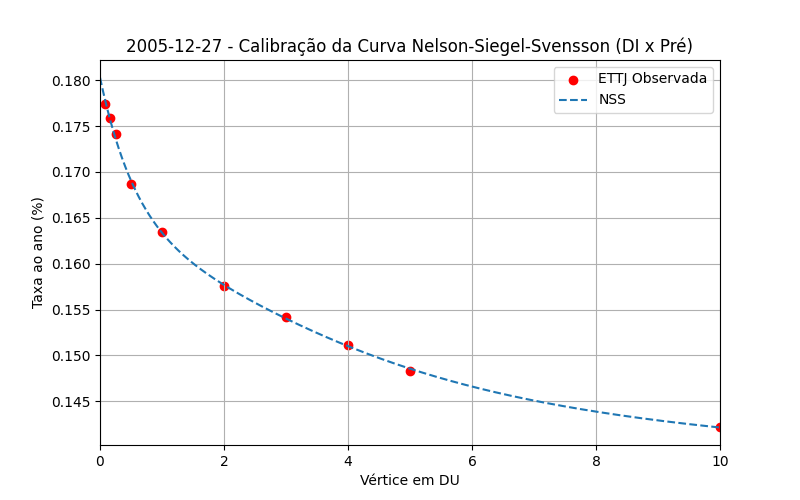 2005-12-27 - Calibração da Curva Nelson-Siegel-Svensson (DI x Pré)
ETTJ Observada
NSS
Taxa ao ano (%)
0.180
0.175
0.170
0.165
0.160
0.155
0.150
0.145
0 2 4 6 8 10
Vértice em DU